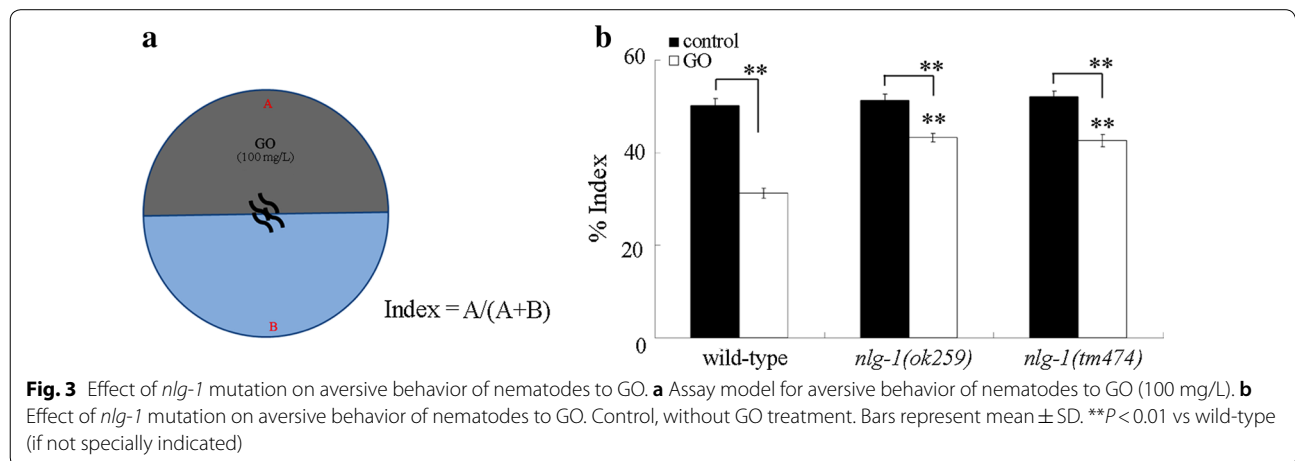 a
A
GO
(100 mg/L)
B
Index = A/(A+B)
b
control
GO
% Index
60
40
20
0
**
**
**
**
**
wild-type
nlg-1(ok259)
nlg-1(tm474)
Fig. 3 Effect of nlg-1 mutation on aversive behavior of nematodes to GO. a Assay model for aversive behavior of nematodes to GO (100 mg/L). b
Effect of nlg-1 mutation on aversive behavior of nematodes to GO. Control, without GO treatment. Bars represent mean ± SD. **P < 0.01 vs wild-type
(if not specially indicated)